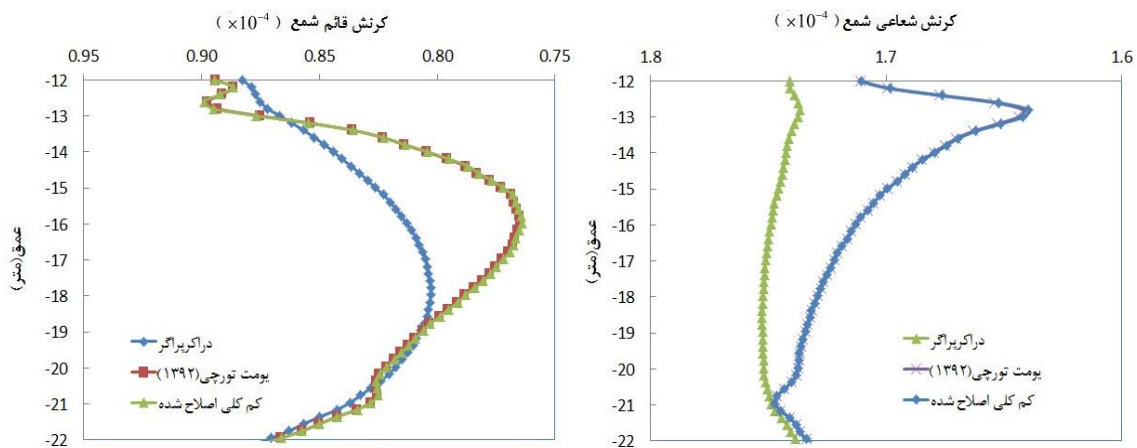 کرنش قائم شمع (×10−4)
0.95 0.90 0.85 0.80 0.75
-12
-13
-14
-15
-16
-17
-18
-19
-20
-21
-22
عمق(متر)
دراکرپراگر
یومت تورچی(۱۳۹۲)
کم کلی اصلاح شده
کرنش شعاعی شمع (×10−4)
1.8 1.7 1.6
-12
-13
-14
-15
-16
-17
-18
-19
-20
-21
-22
عمق(متر)
دراکرپراگر
یومت تورچی(۱۳۹۲)
کم کلی اصلاح شده